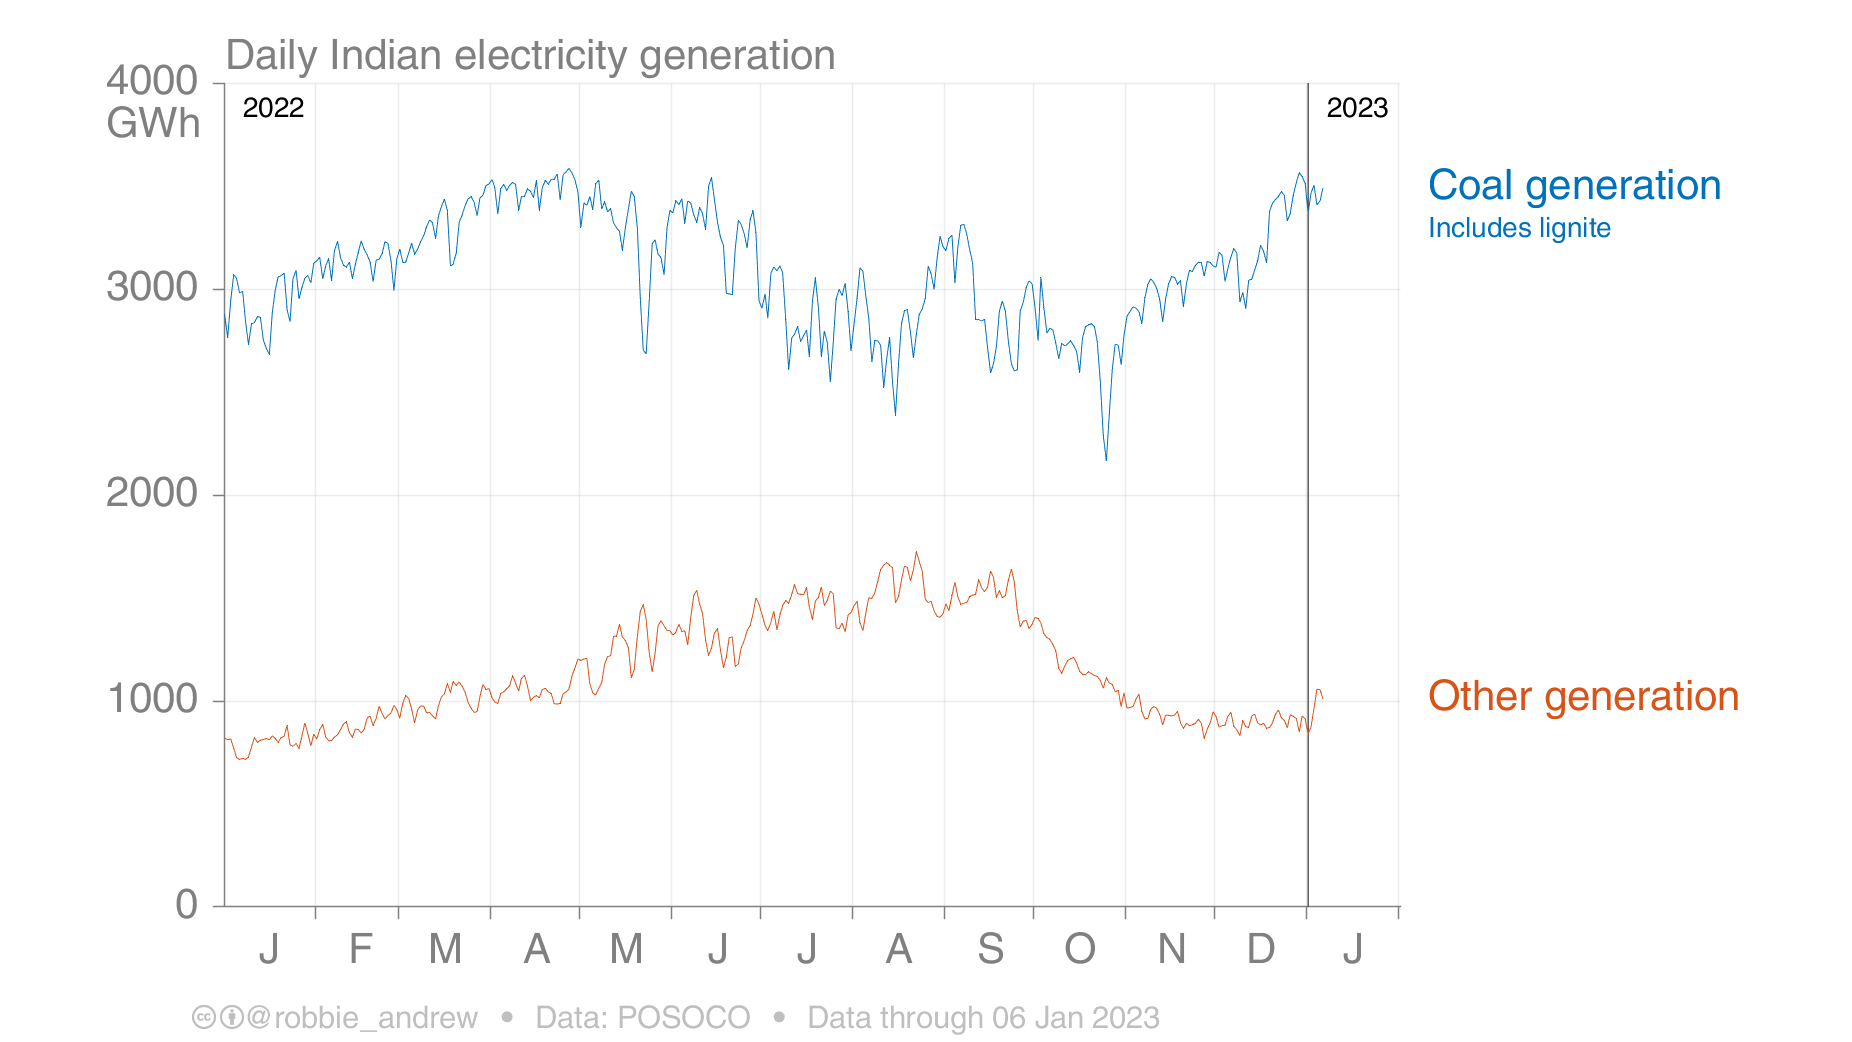 Daily Indian electricity generation
4000
GWh
2022
2023
Coal generation
Includes lignite
3000
2000
Other generation
1000
0
J F M A M J J A S O N D J
cc @robbie_andrew • Data: POSOCO • Data through 06 Jan 2023